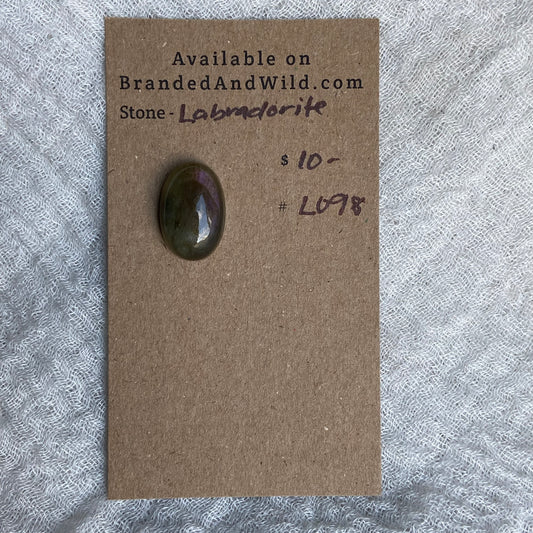 Available on
BrandedAndWild.com
Stone - Labradorite
$ 10-
# L098